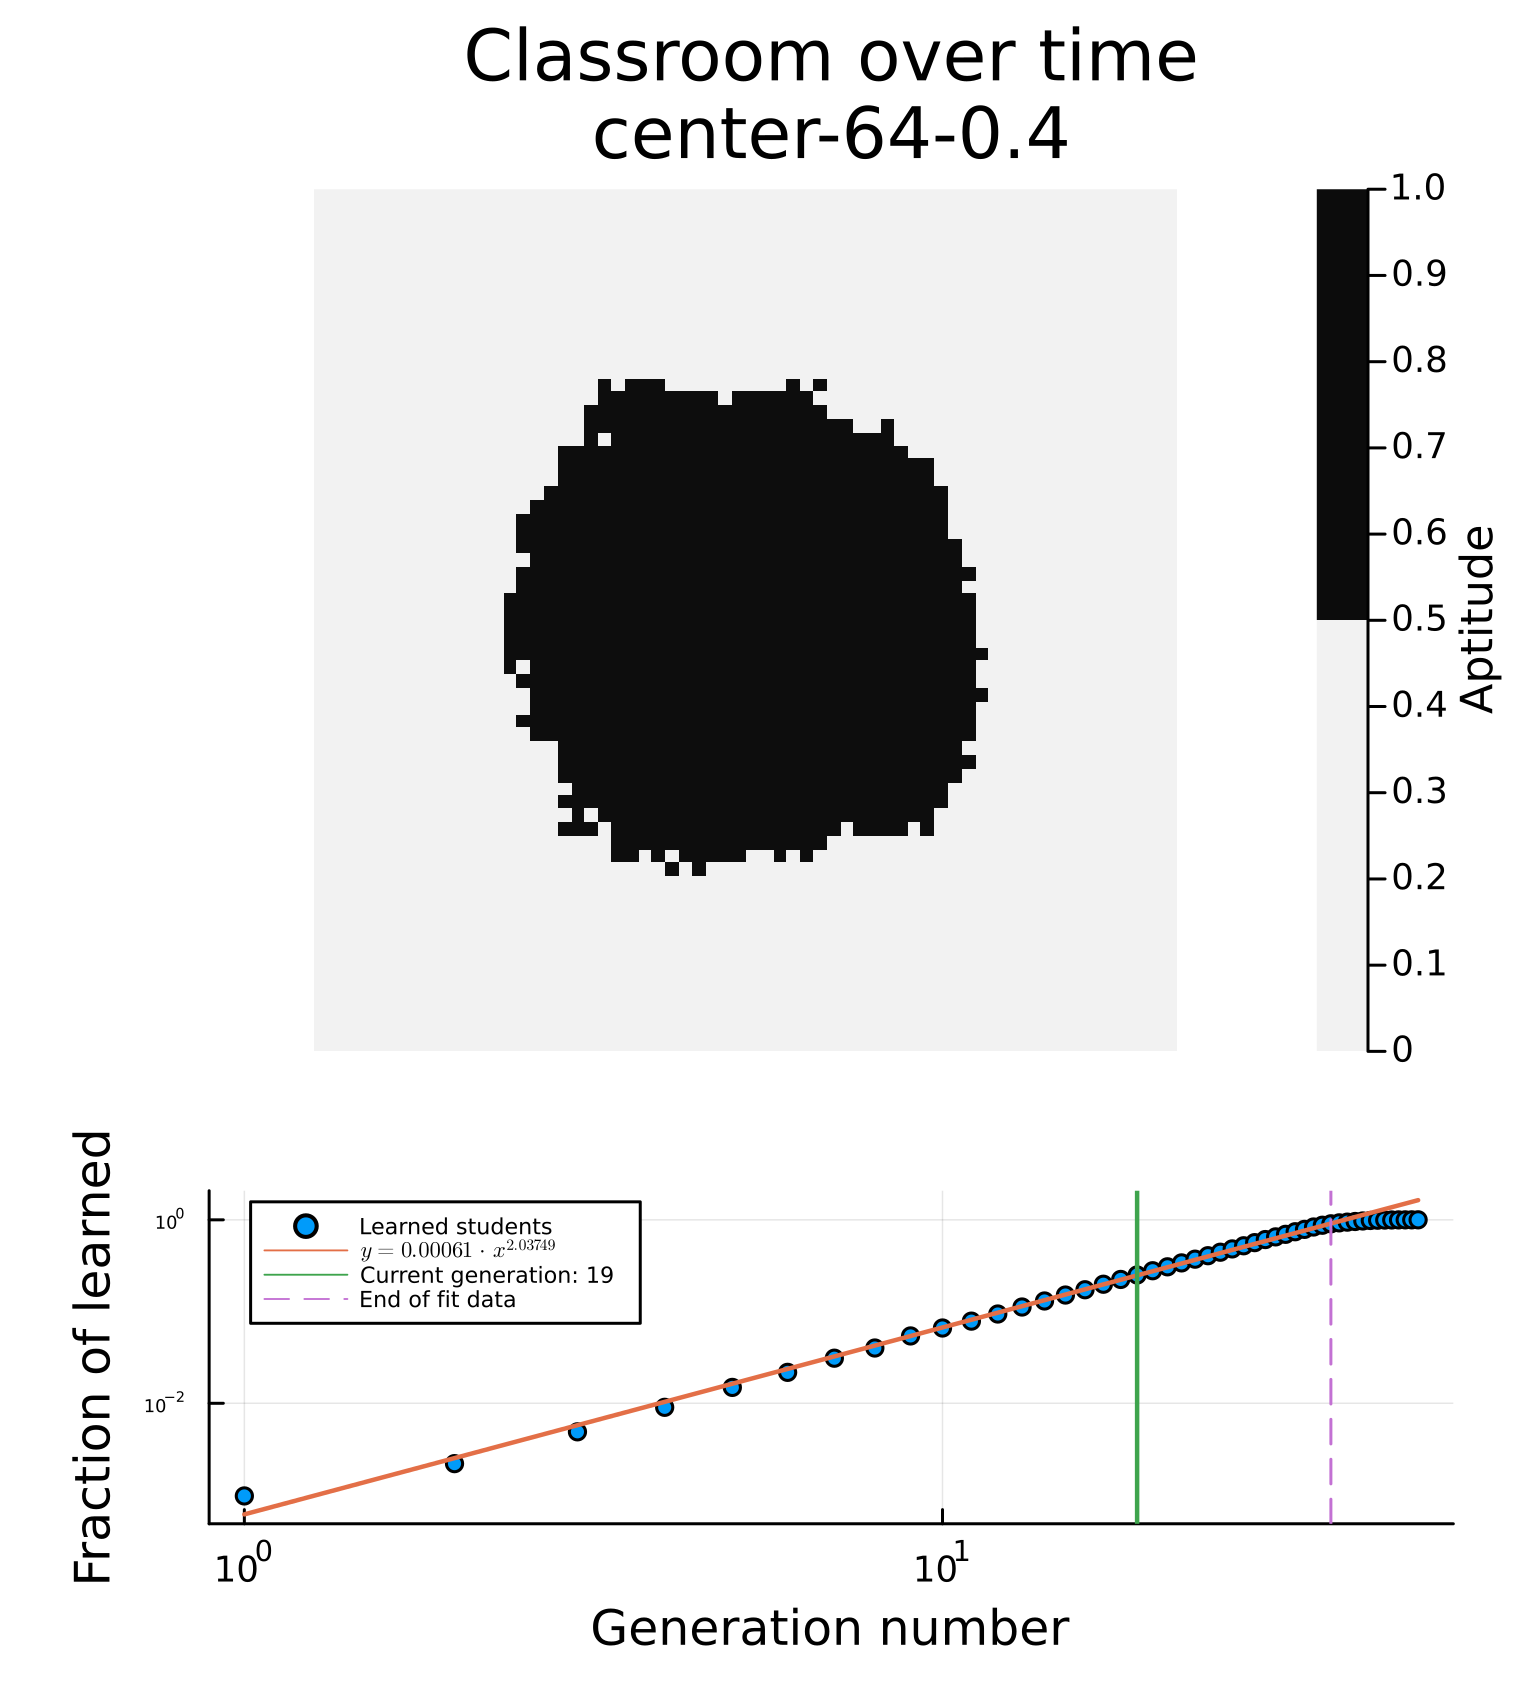 Classroom over time
center-64-0.4
1.0
0.9
0.8
0.7
0.6
0.5
0.4
0.3
0.2
0.1
0
Aptitude
Fraction of learned
10^0
10^−2
Learned students
y = 0.00061 · x^2.03749
Current generation: 19
End of fit data
10^0
10^1
Generation number